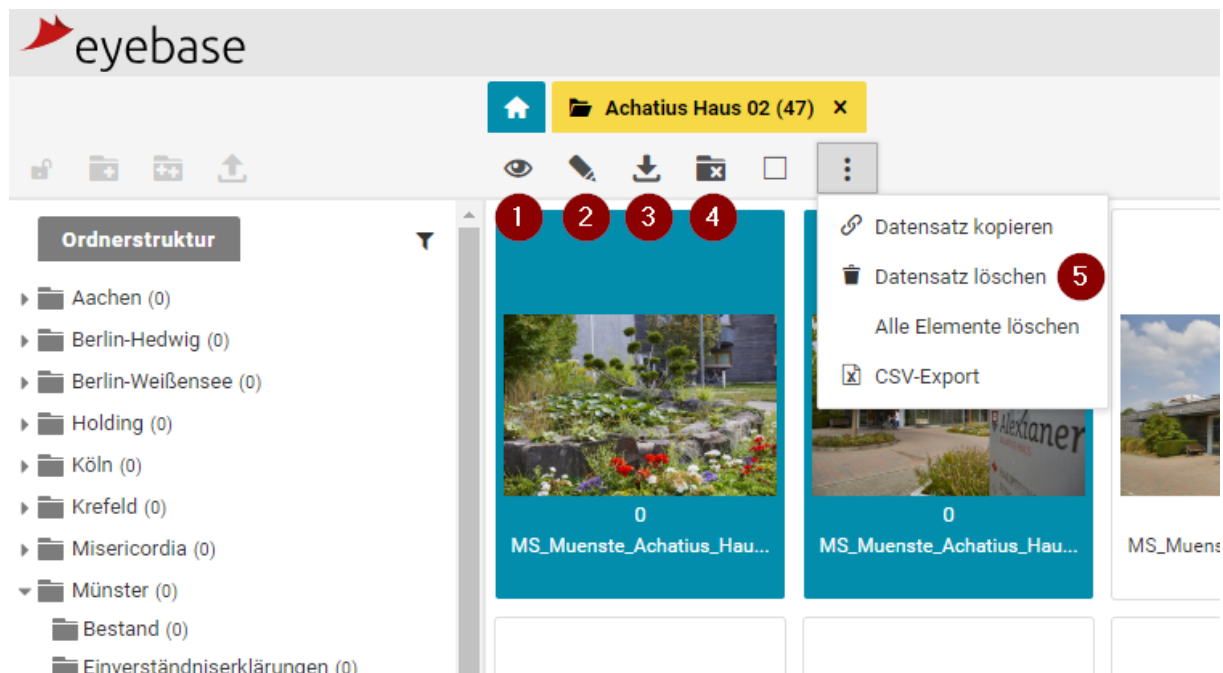 eyebase
Achatius Haus 02 (47) ×
1 2 3 4
Ordnerstruktur
Datensatz kopieren
Datensatz löschen 5
Alle Elemente löschen
CSV-Export
Aachen (0)
Berlin-Hedwig (0)
Berlin-Weißensee (0)
Holding (0)
Köln (0)
Krefeld (0)
Misericordia (0)
Münster (0)
Bestand (0)
Einverständniserklärungen (0)
Alexianer
0
MS_Muenste_Achatius_Hau...
0
MS_Muenste_Achatius_Hau...
MS_Muens